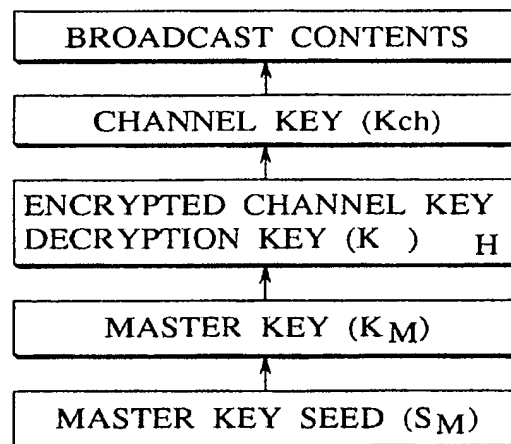 BROADCAST CONTENTS
CHANNEL KEY (Kch)
ENCRYPTED CHANNEL KEY
DECRYPTION KEY (K ) H
MASTER KEY (KM)
MASTER KEY SEED (SM)